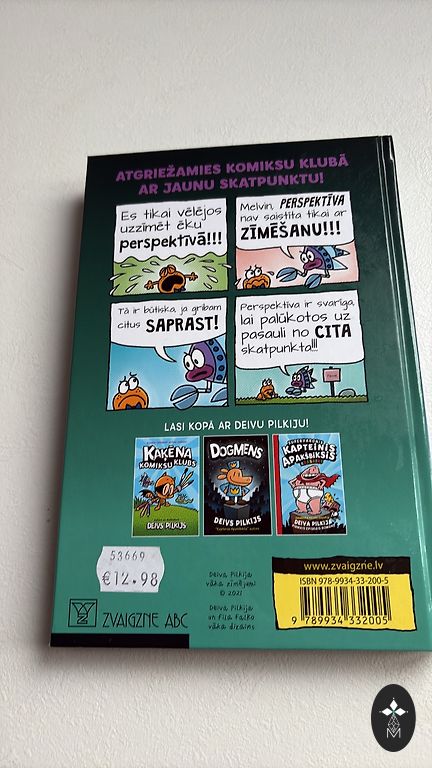 ATGRIEŽAMIES KOMIKSU KLUBĀ
AR JAUNU SKATPUNKTU!
Es tikai vēlējos
uzzīmēt ēku
perspektīvā!!!
Melvin, PERSPEKTĪVA
nav saistīta tikai ar
ZĪMĒŠANU!!!
Tā ir būtiska, ja gribam
citus SAPRAST!
Perspektīva ir svarīga,
lai palūkotos uz
pasauli no CITA
skatpunkta!!!
LASI KOPĀ AR DEIVU PILKIJU!
KAĶĒNA
KOMIKSU KLUBS
DEIVS PILKIJS
DOGMENS
DEIVS PILKIJS
KAPTEINIS
APAKŠBIKSIS
DEIVA PILKIJA
53669
€12.98
ZVAIGZNE ABC
Deiva Pilkija
vāka zīmējumi
© 2021
Deiva Pilkija
un Fila Falko
vāka dizains
www.zvaigzne.lv
ISBN 978-9934-33-200-5
9 789934 332005
M